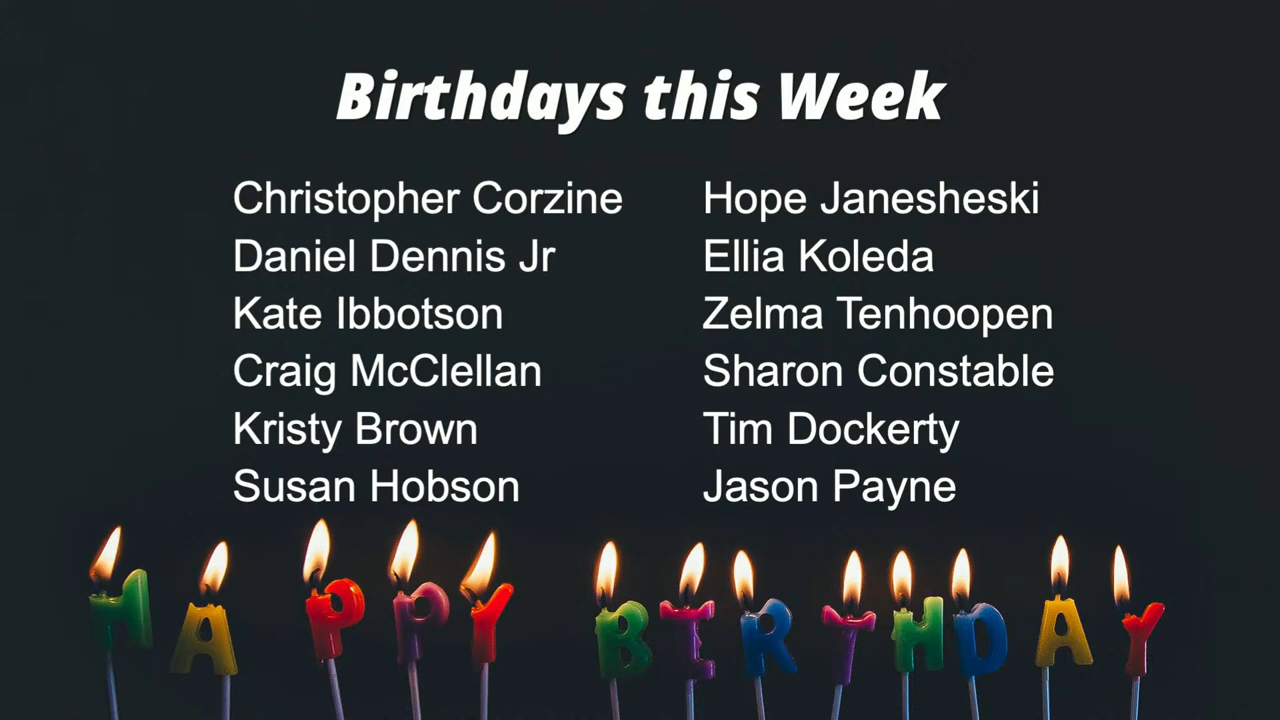 Birthdays this Week
Christopher Corzine
Daniel Dennis Jr
Kate Ibbotson
Craig McClellan
Kristy Brown
Susan Hobson
Hope Janesheski
Ellia Koleda
Zelma Tenhoopen
Sharon Constable
Tim Dockerty
Jason Payne
HAPPY BIRTHDAY